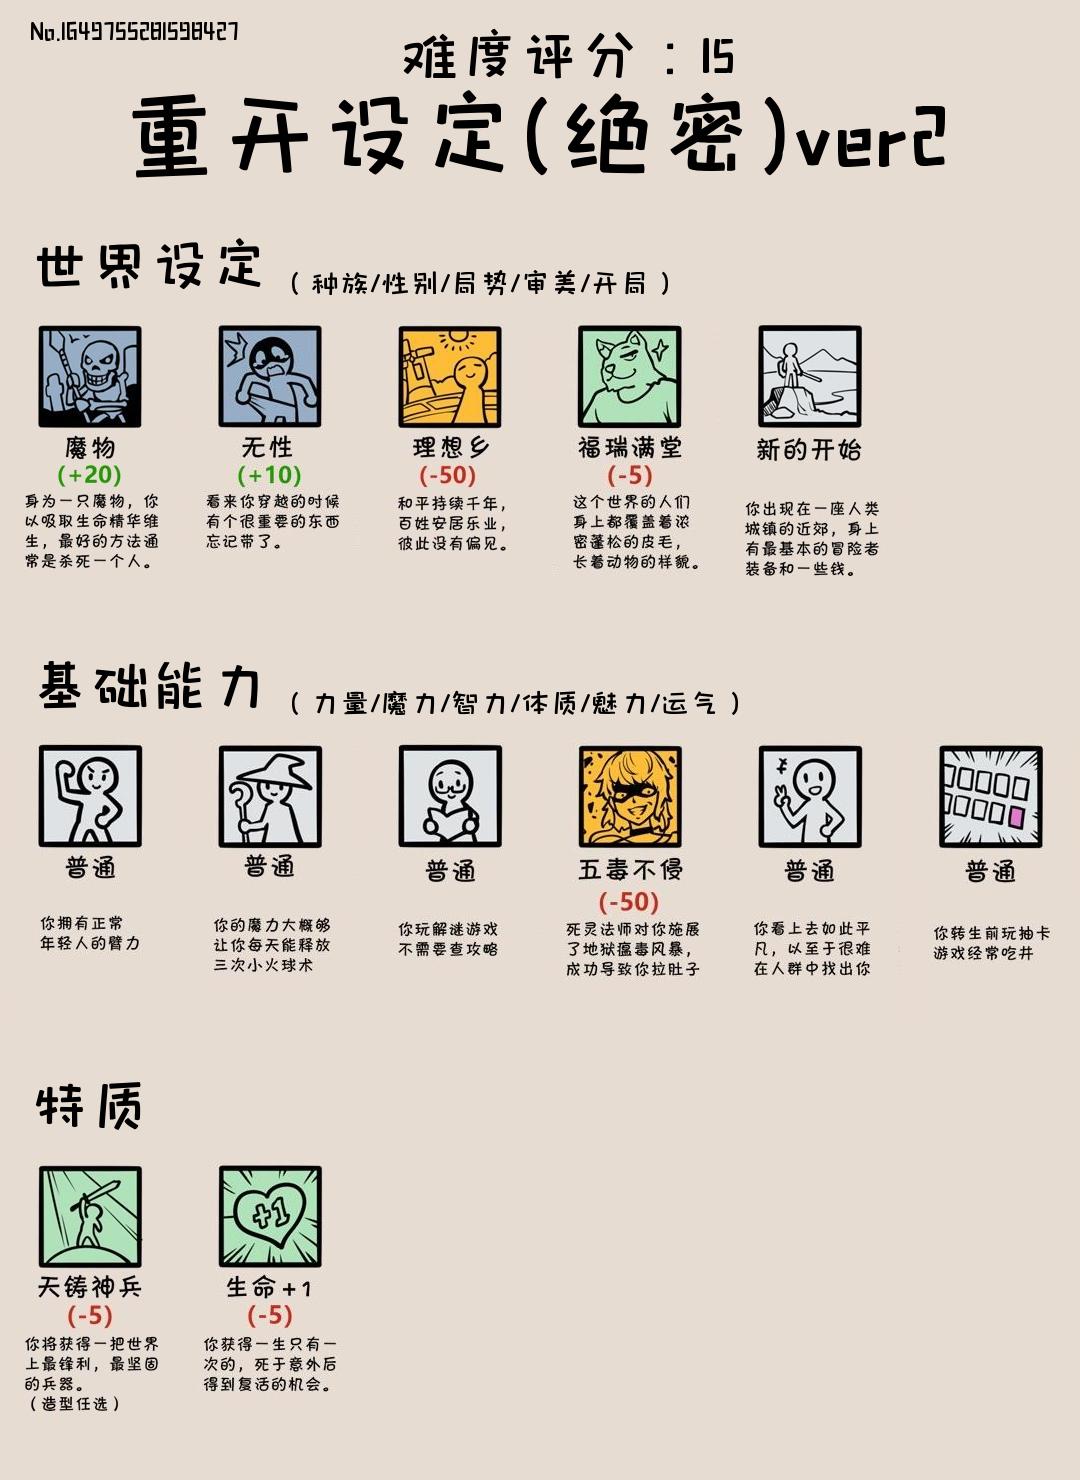 No.1649755281598427
难度评分：15
重开设定(绝密)ver2
世界设定（种族/性别/局势/审美/开局）
魔物
(+20)
身为一只魔物，你
以吸取生命精华维
生，最好的方法通
常是杀死一个人。
无性
(+10)
看来你穿越的时候
有个很重要的东西
忘记带了。
理想乡
(-50)
和平持续千年，
百姓安居乐业，
彼此没有偏见。
福瑞满堂
(-5)
这个世界的人们
身上都覆盖着浓
密蓬松的皮毛，
长着动物的样貌。
新的开始
你出现在一座人类
城镇的近郊，身上
有最基本的冒险者
装备和一些钱。
基础能力（力量/魔力/智力/体质/魅力/运气）
普通
你拥有正常
年轻人的臂力
普通
你的魔力大概够
让你每天能释放
三次小火球术
普通
你玩解谜游戏
不需要查攻略
五毒不侵
(-50)
死灵法师对你施展
了地狱瘟毒风暴，
成功导致你拉肚子
普通
你看上去如此平
凡，以至于很难
在人群中找出你
普通
你转生前玩抽卡
游戏经常吃井
特质
天铸神兵
(-5)
你将获得一把世界
上最锋利，最坚固
的兵器。
（造型任选）
+1
生命+1
(-5)
你获得一生只有一
次的，死于意外后
得到复活的机会。